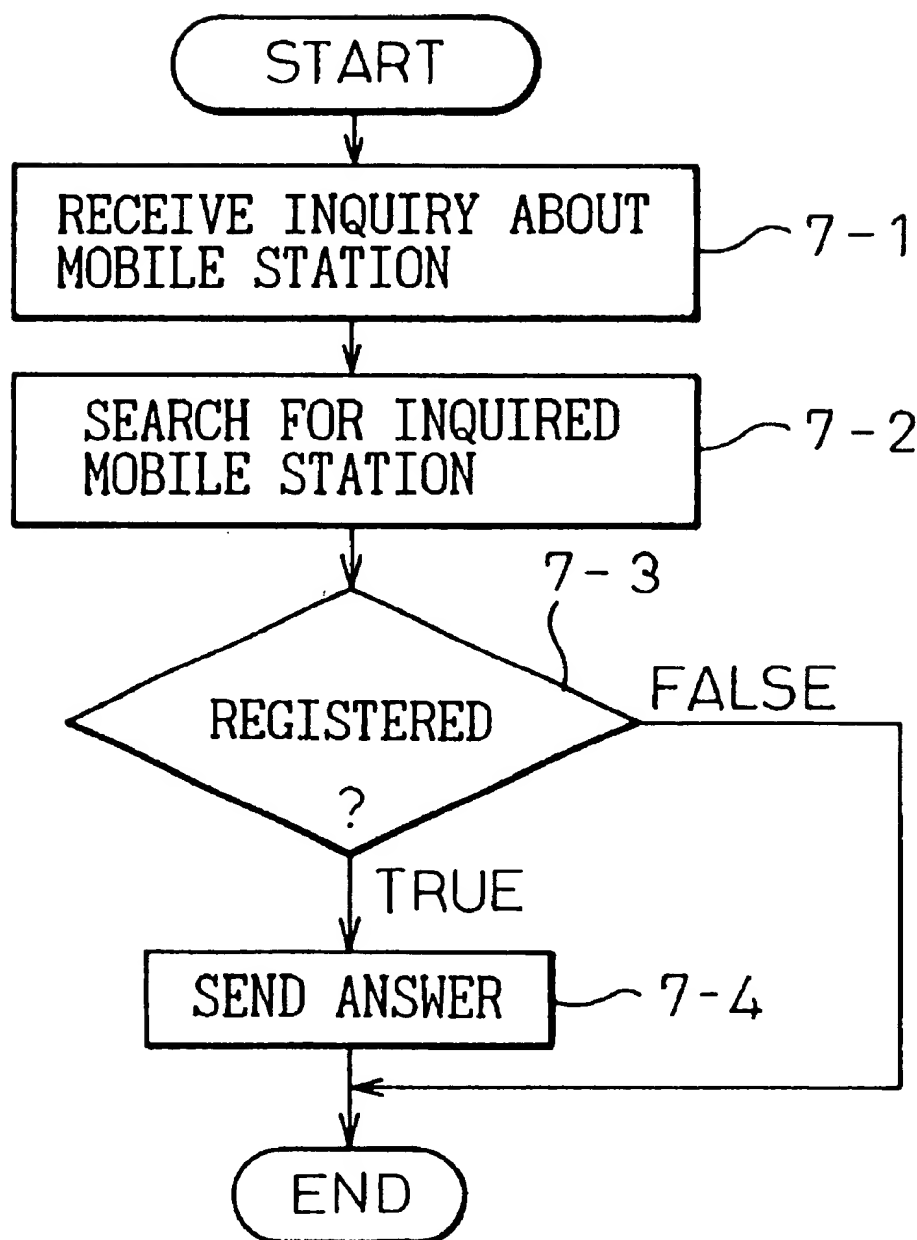 START
RECEIVE INQUIRY ABOUT
MOBILE STATION
7-1
SEARCH FOR INQUIRED
MOBILE STATION
7-2
7-3
REGISTERED
?
FALSE
TRUE
SEND ANSWER
7-4
END